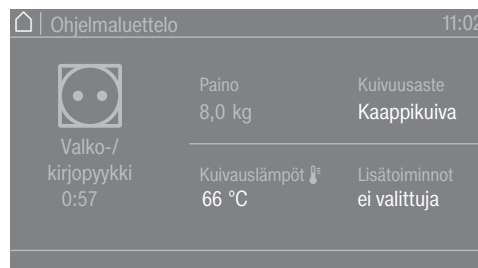 Ohjelmaluettelo 11:02
Valko-/
kirjopyykki
0:57
Paino
8,0 kg
Kuivuusaste
Kaappikuiva
Kuivauslämpöt
66 °C
Lisätoiminnot
ei valittuja